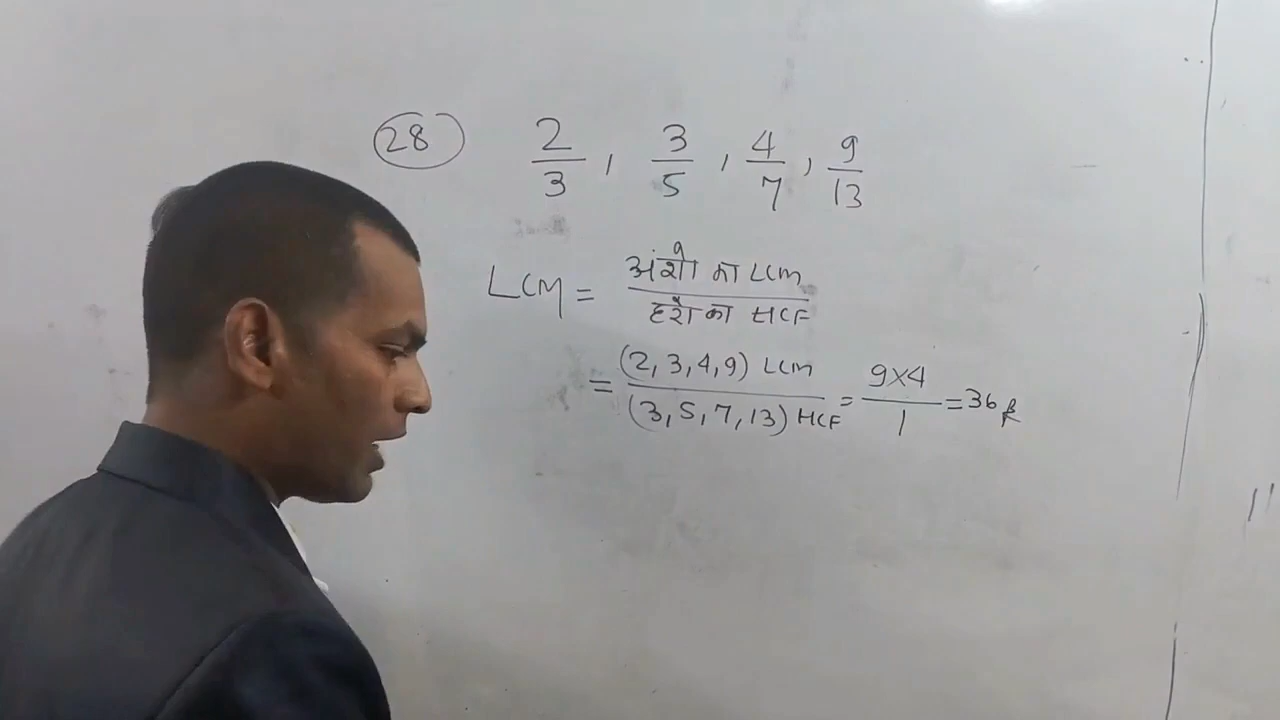 28 2/3, 3/5, 4/7, 9/13
LCM = अंशो का LCM / हरो का HCF
= (2, 3, 4, 9) LCM / (3, 5, 7, 13) HCF = 9×4 / 1 = 36